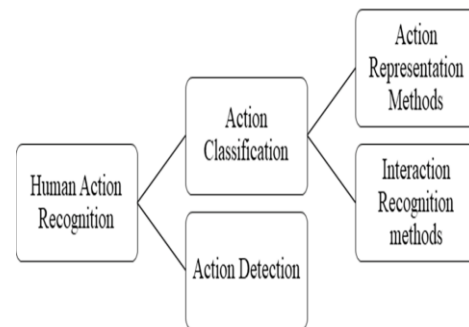 Human Action
Recognition
Action
Classification
Action Detection
Action
Representation
Methods
Interaction
Recognition
methods